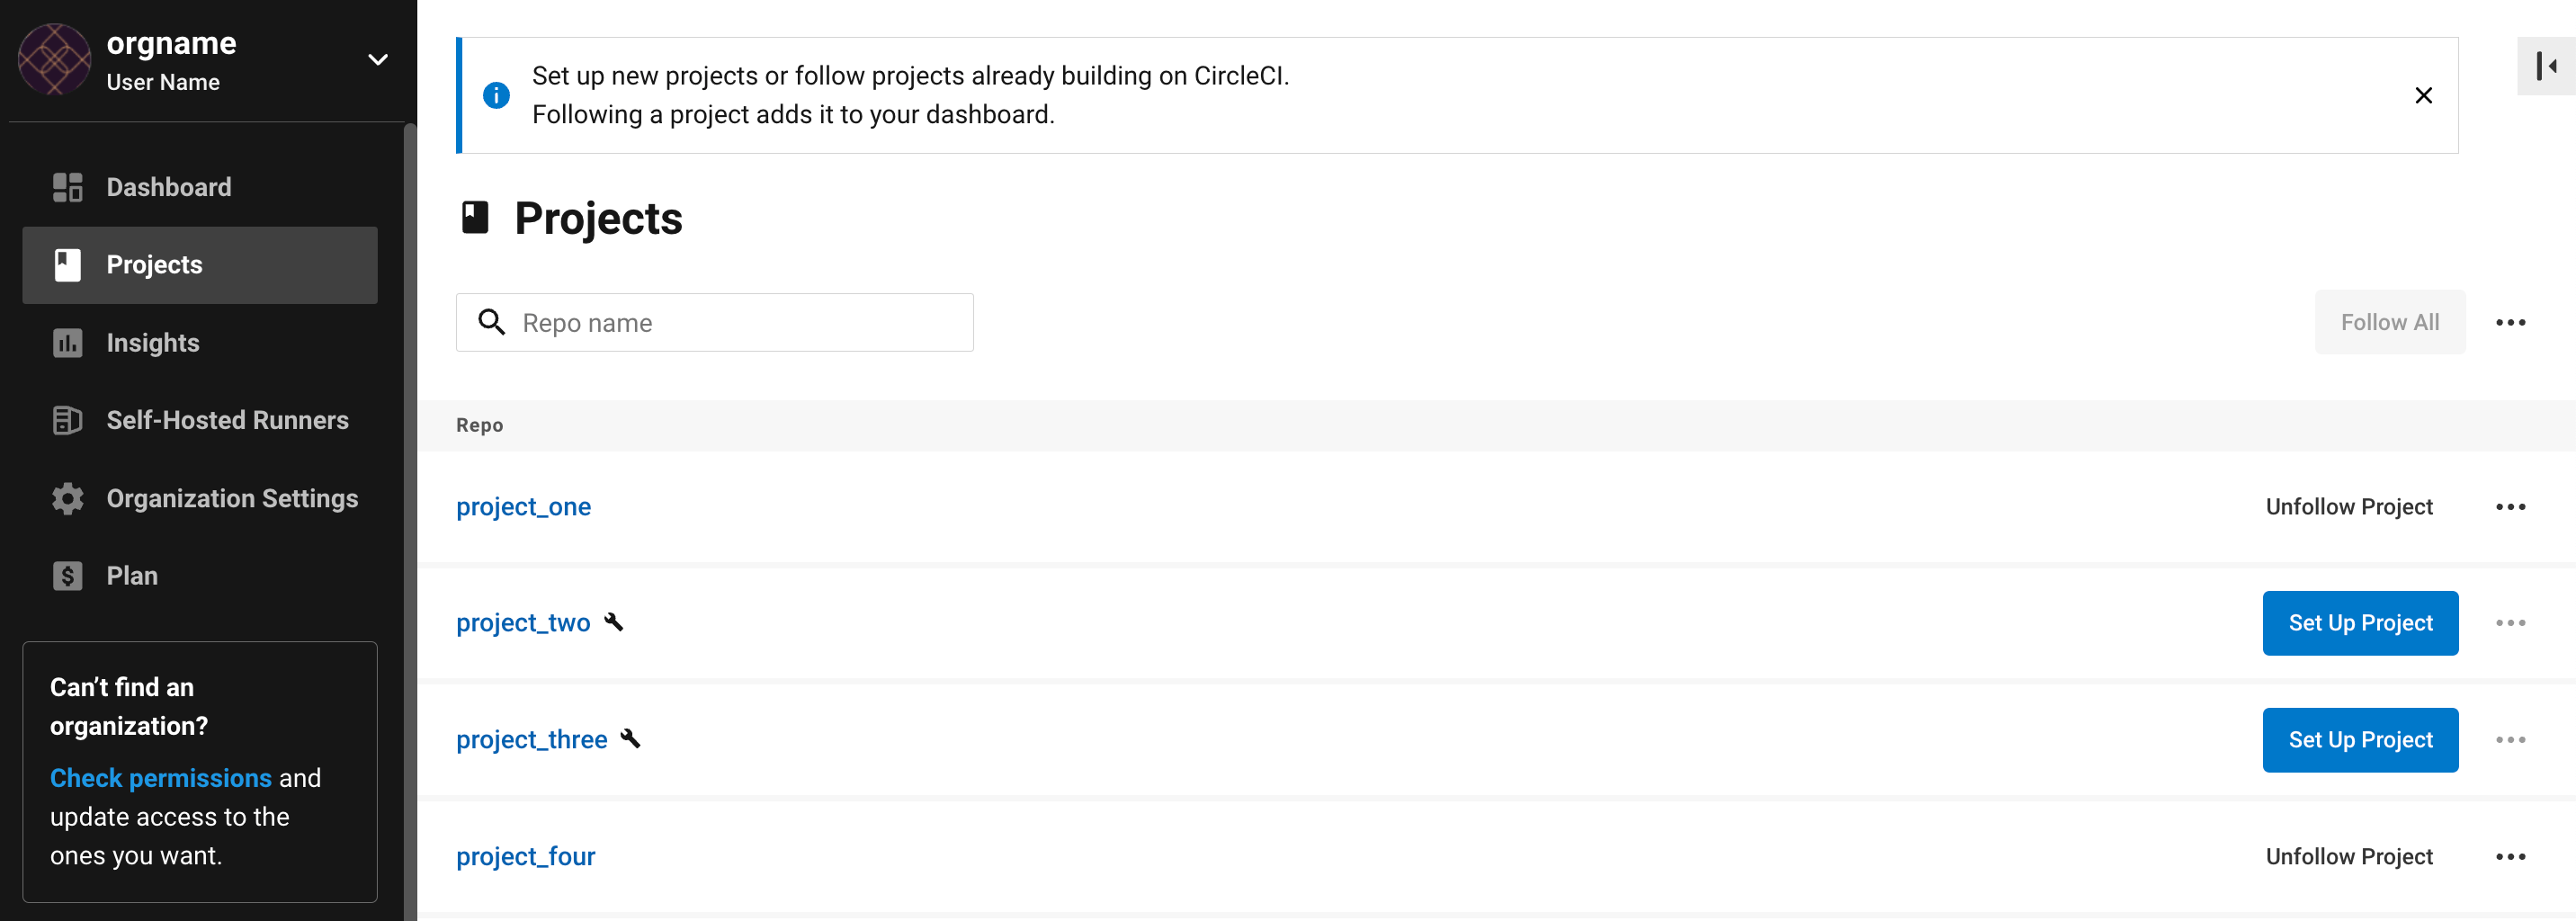 orgname
User Name
Dashboard
Projects
Insights
Self-Hosted Runners
Organization Settings
Plan
Can’t find an
organization?
Check permissions and
update access to the
ones you want.
Set up new projects or follow projects already building on CircleCI.
Following a project adds it to your dashboard.
Projects
Repo name
Follow All
Repo
project_one
Unfollow Project
project_two
Set Up Project
project_three
Set Up Project
project_four
Unfollow Project